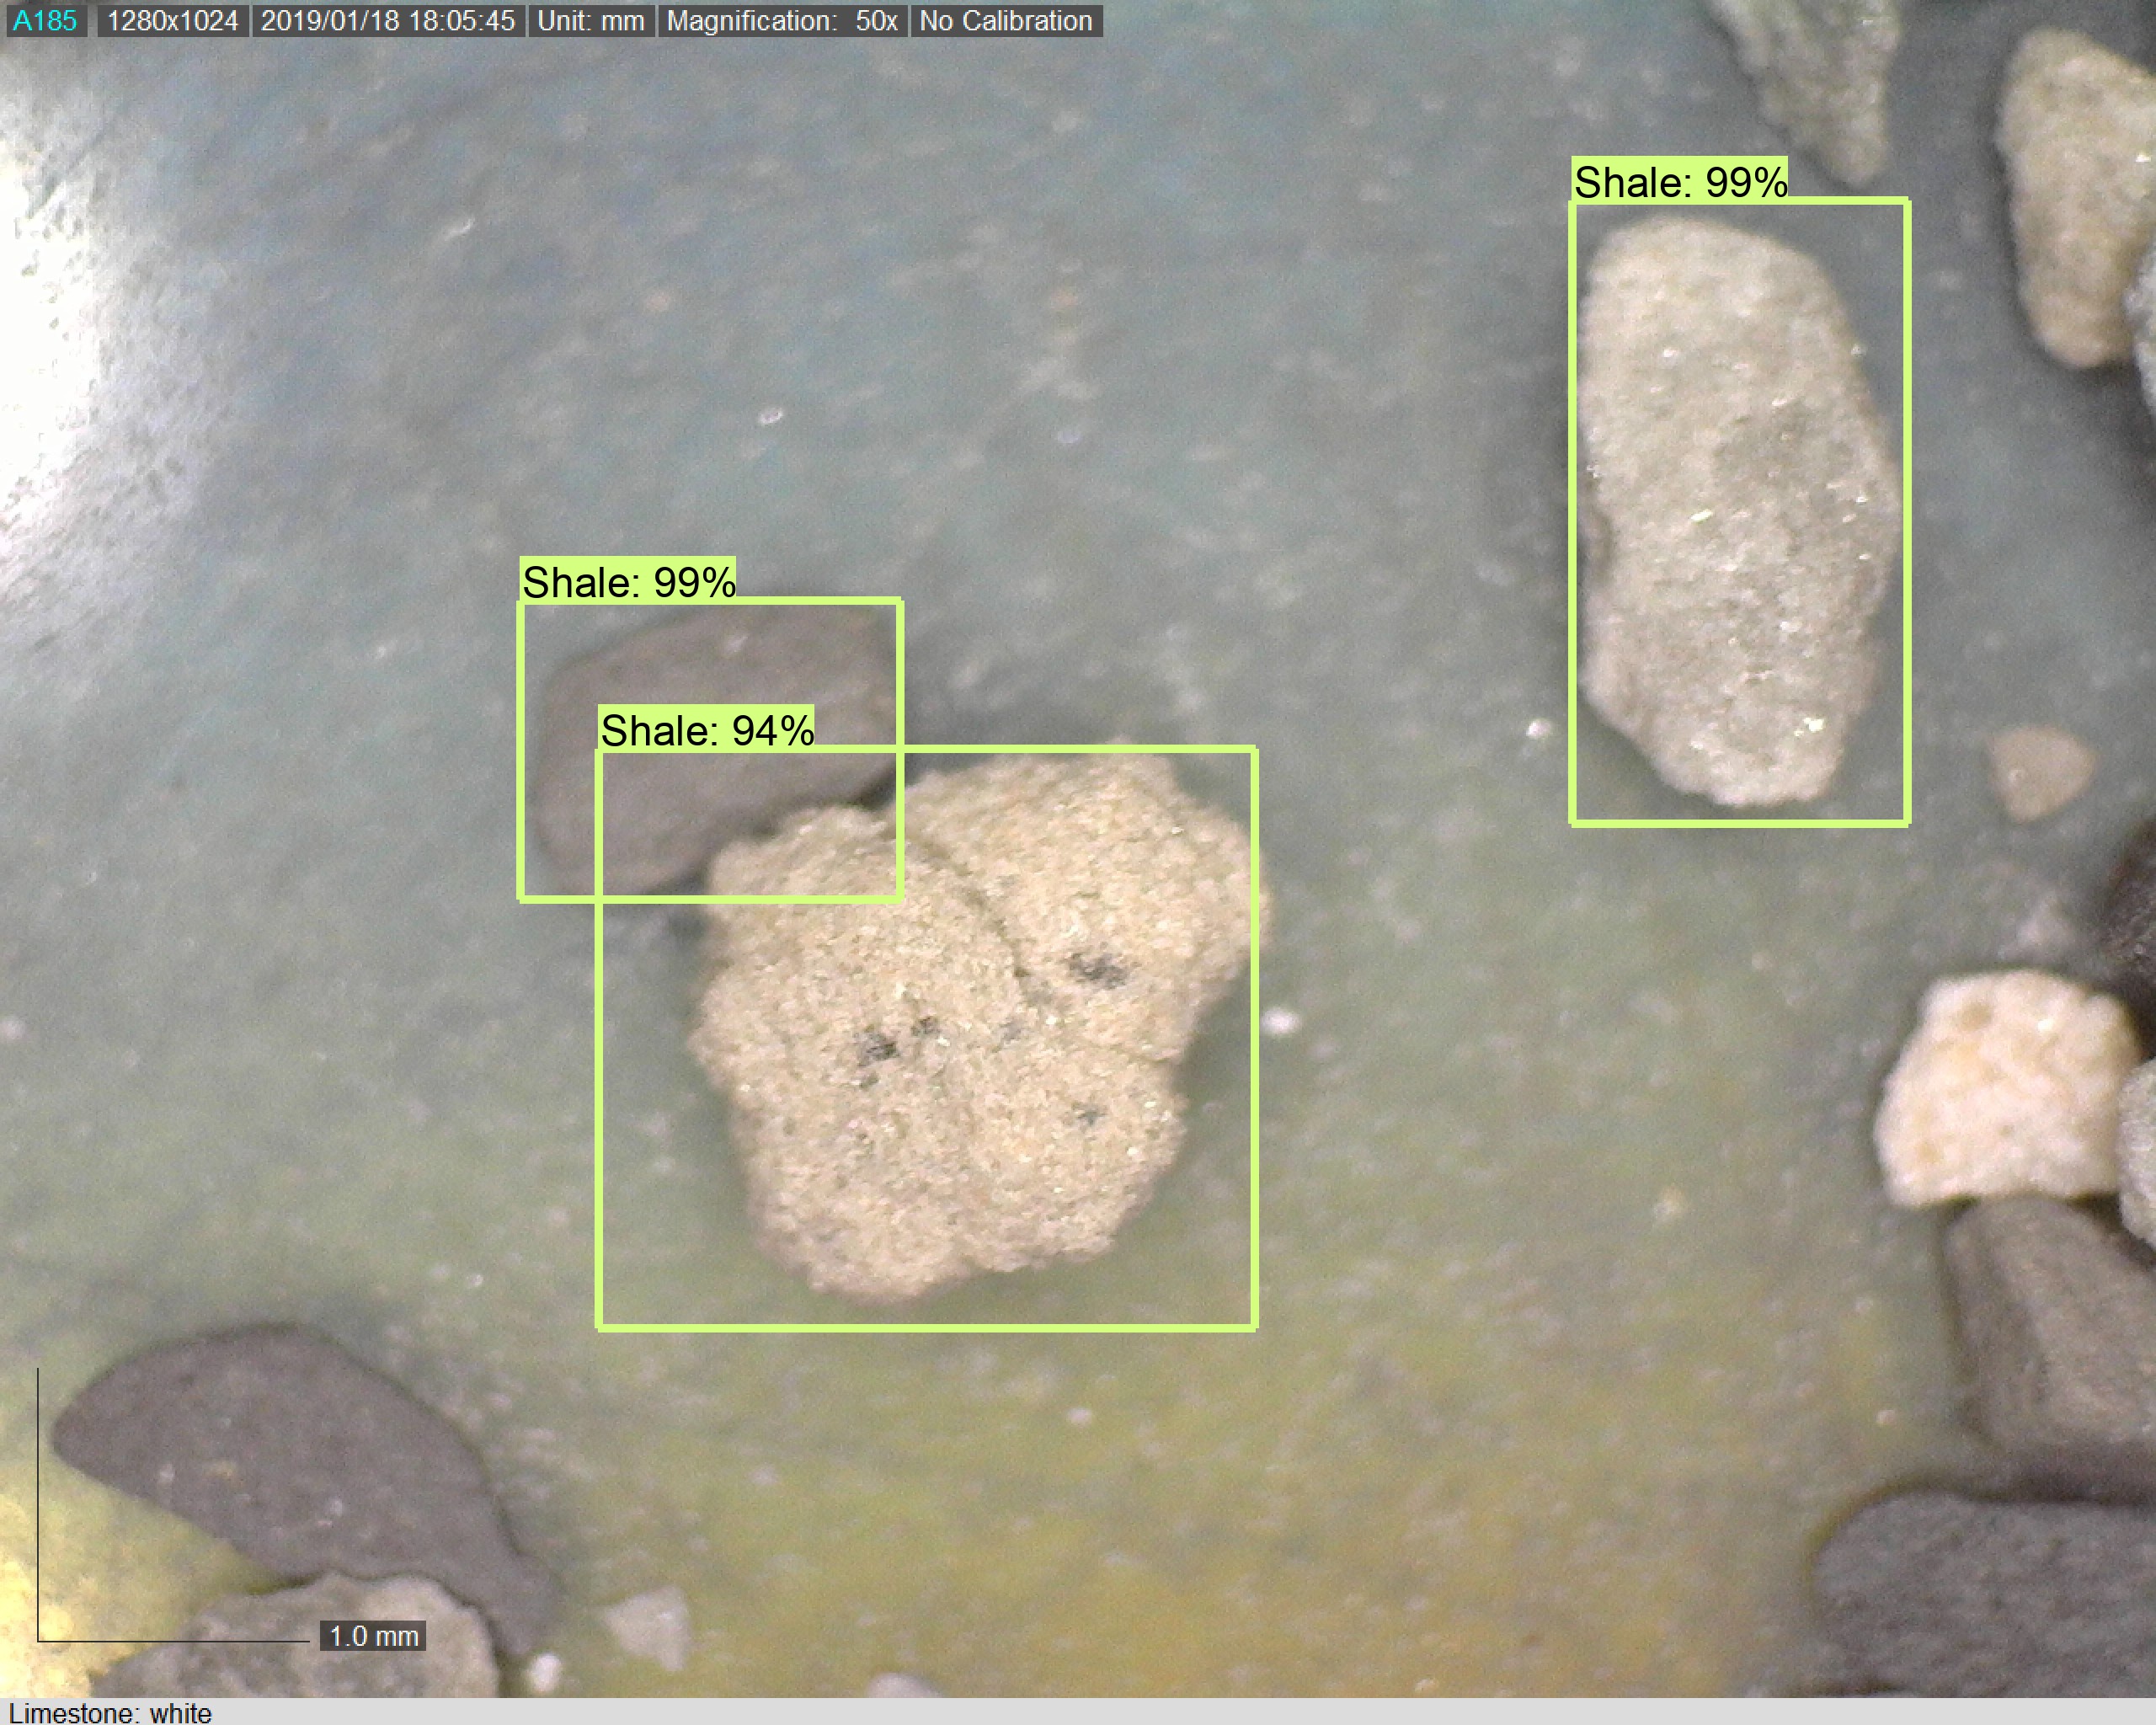 A185 1280x1024 2019/01/18 18:05:45 Unit: mm Magnification: 50x No Calibration
Shale: 99%
Shale: 99%
Shale: 94%
1.0 mm
Limestone: white